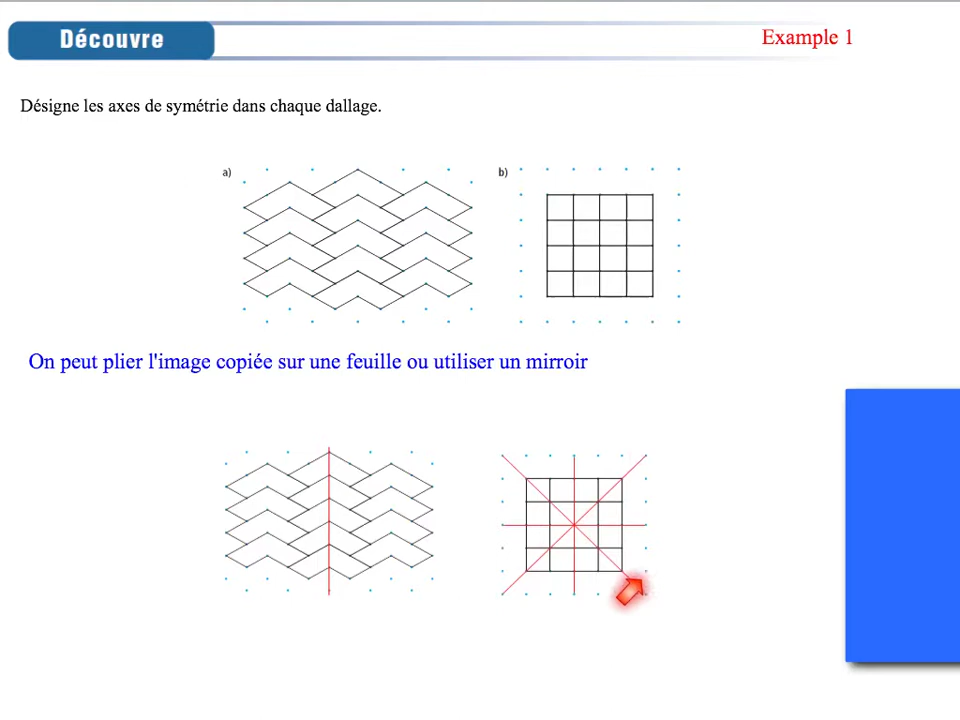 Découvre
Example 1
Désigne les axes de symétrie dans chaque dallage.
a)
b)
On peut plier l'image copiée sur une feuille ou utiliser un mirroir